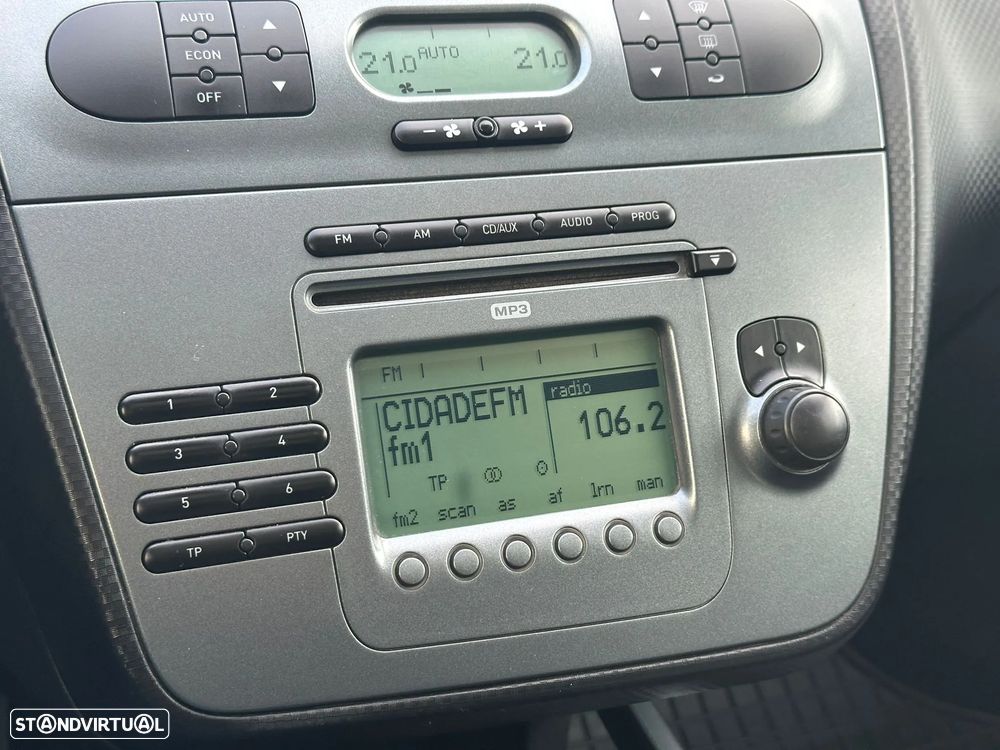 AUTO
ECON
OFF
AUTO
21.0 21.0
- +
FM AM CD/AUX AUDIO PROG
MP3
FM
CIDADEFM
fm1
radio
106.2
TP
fm2 scan as af lrn man
1 2
3 4
5 6
TP PTY
STANDVIRTUAL